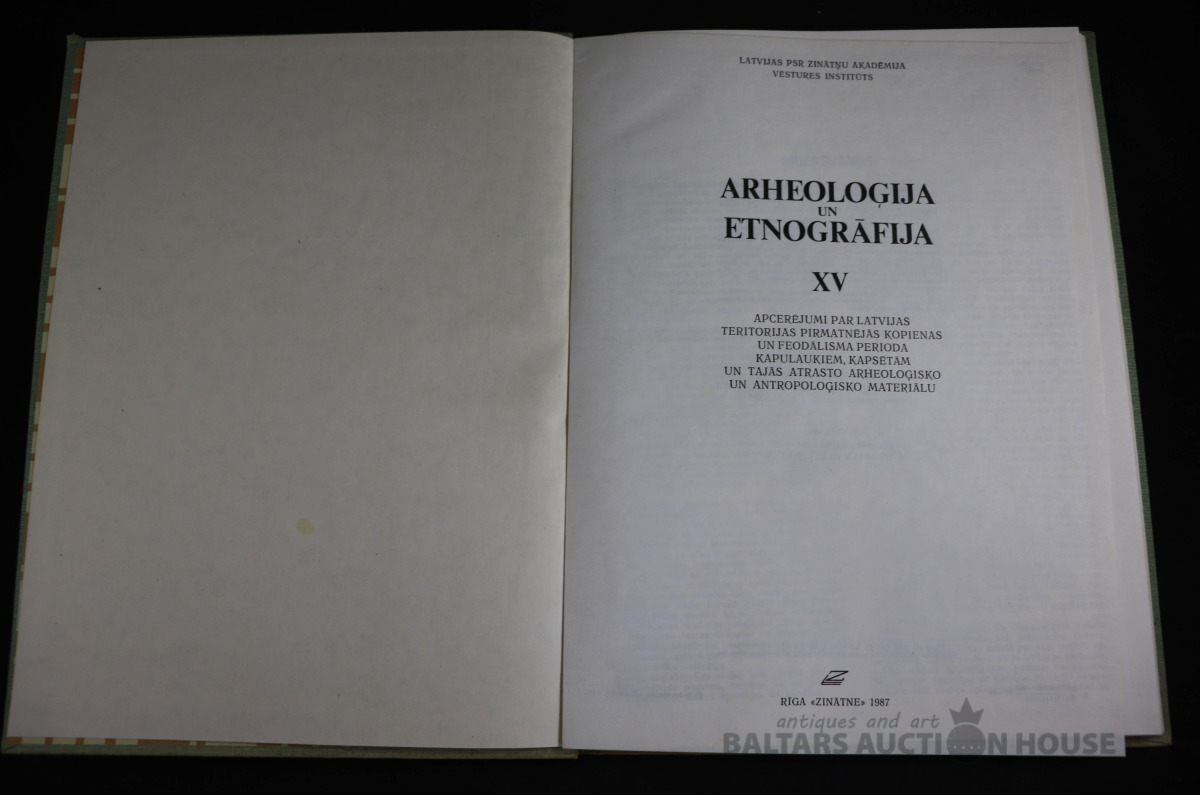 LATVIJAS PSR ZINĀTŅU AKADĒMIJA
VĒSTURES INSTITŪTS
ARHEOLOĢIJA
UN
ETNOGRĀFIJA
XV
APCERĒJUMI PAR LATVIJAS
TERITORIJAS PIRMATNĒJĀS KOPIENAS
UN FEODĀLISMA PERIODA
KAPULAUKIEM, KAPSĒTĀM
UN TAJĀS ATRASTO ARHEOLOĢISKO
UN ANTROPOLOĢISKO MATERIĀLU
RĪGA «ZINĀTNE» 1987
antiques and art
BALTARS AUCTION HOUSE